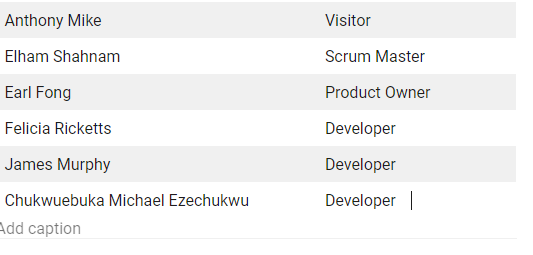 Anthony Mike Visitor
Elham Shahnam Scrum Master
Earl Fong Product Owner
Felicia Ricketts Developer
James Murphy Developer
Chukwuebuka Michael Ezechukwu Developer
Add caption